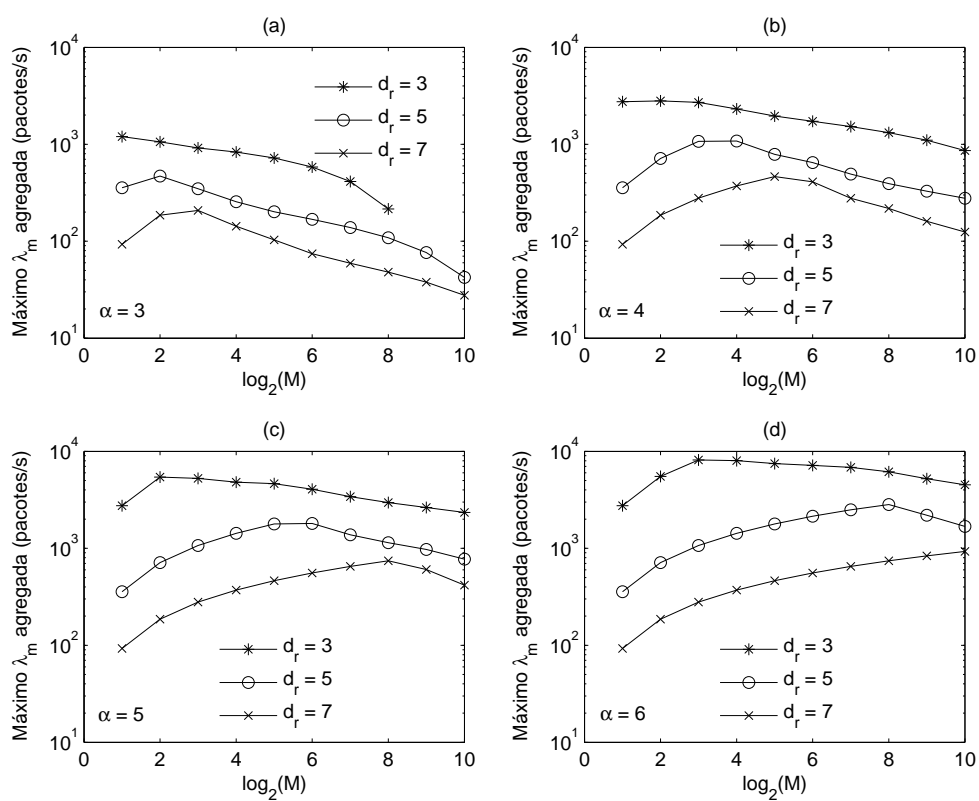 (a)
Máximo λ_m agregada (pacotes/s)
10^4
10^3
10^2
10^1
d_r = 3
d_r = 5
d_r = 7
α = 3
0 2 4 6 8 10
log_2(M)
(b)
Máximo λ_m agregada (pacotes/s)
10^4
10^3
10^2
10^1
d_r = 3
d_r = 5
d_r = 7
α = 4
0 2 4 6 8 10
log_2(M)
(c)
Máximo λ_m agregada (pacotes/s)
10^4
10^3
10^2
10^1
d_r = 3
d_r = 5
d_r = 7
α = 5
0 2 4 6 8 10
log_2(M)
(d)
Máximo λ_m agregada (pacotes/s)
10^4
10^3
10^2
10^1
d_r = 3
d_r = 5
d_r = 7
α = 6
0 2 4 6 8 10
log_2(M)